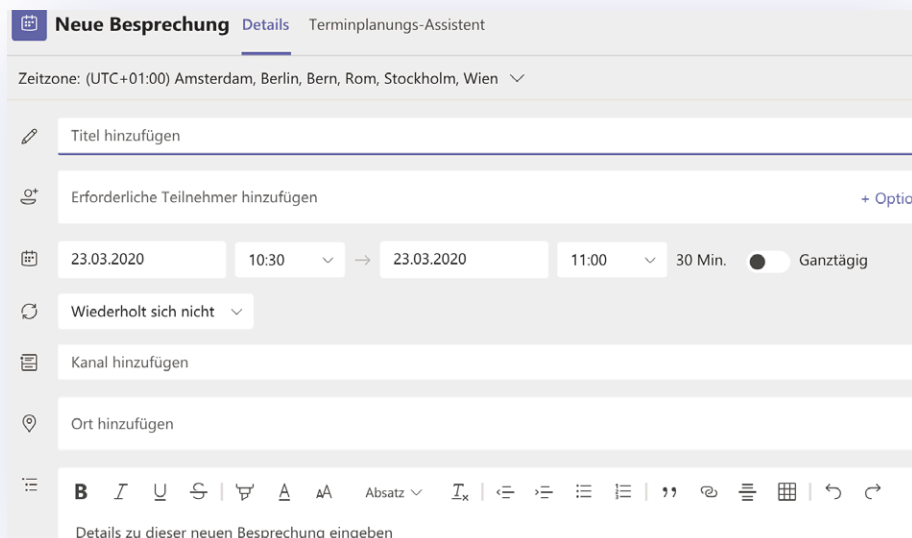 Neue Besprechung Details Terminplanungs-Assistent
Zeitzone: (UTC+01:00) Amsterdam, Berlin, Bern, Rom, Stockholm, Wien
Titel hinzufügen
Erforderliche Teilnehmer hinzufügen + Optio
23.03.2020 10:30 → 23.03.2020 11:00 30 Min. Ganztägig
Wiederholt sich nicht
Kanal hinzufügen
Ort hinzufügen
B I U S A AA Absatz Tx
Details zu dieser neuen Besprechung eingeben